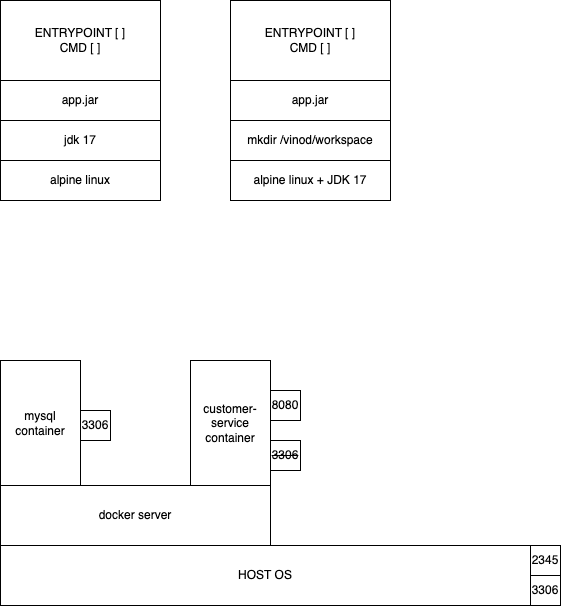 ENTRYPOINT [ ]
CMD [ ]
app.jar
jdk 17
alpine linux
ENTRYPOINT [ ]
CMD [ ]
app.jar
mkdir /vinod/workspace
alpine linux + JDK 17
mysql
container
3306
customer-
service
container
8080
3306
docker server
HOST OS
2345
3306